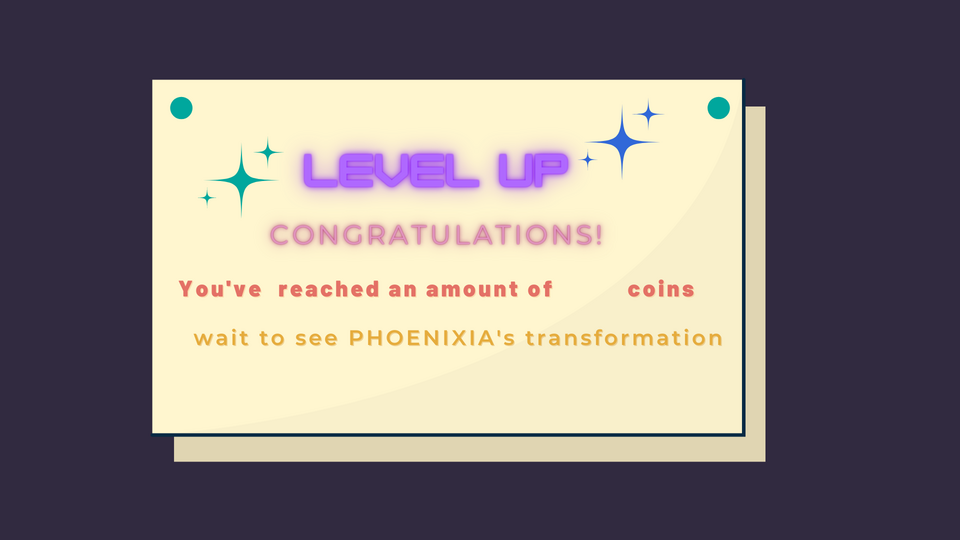 LEVEL UP
CONGRATULATIONS!
You've reached an amount of coins
wait to see PHOENIXIA's transformation